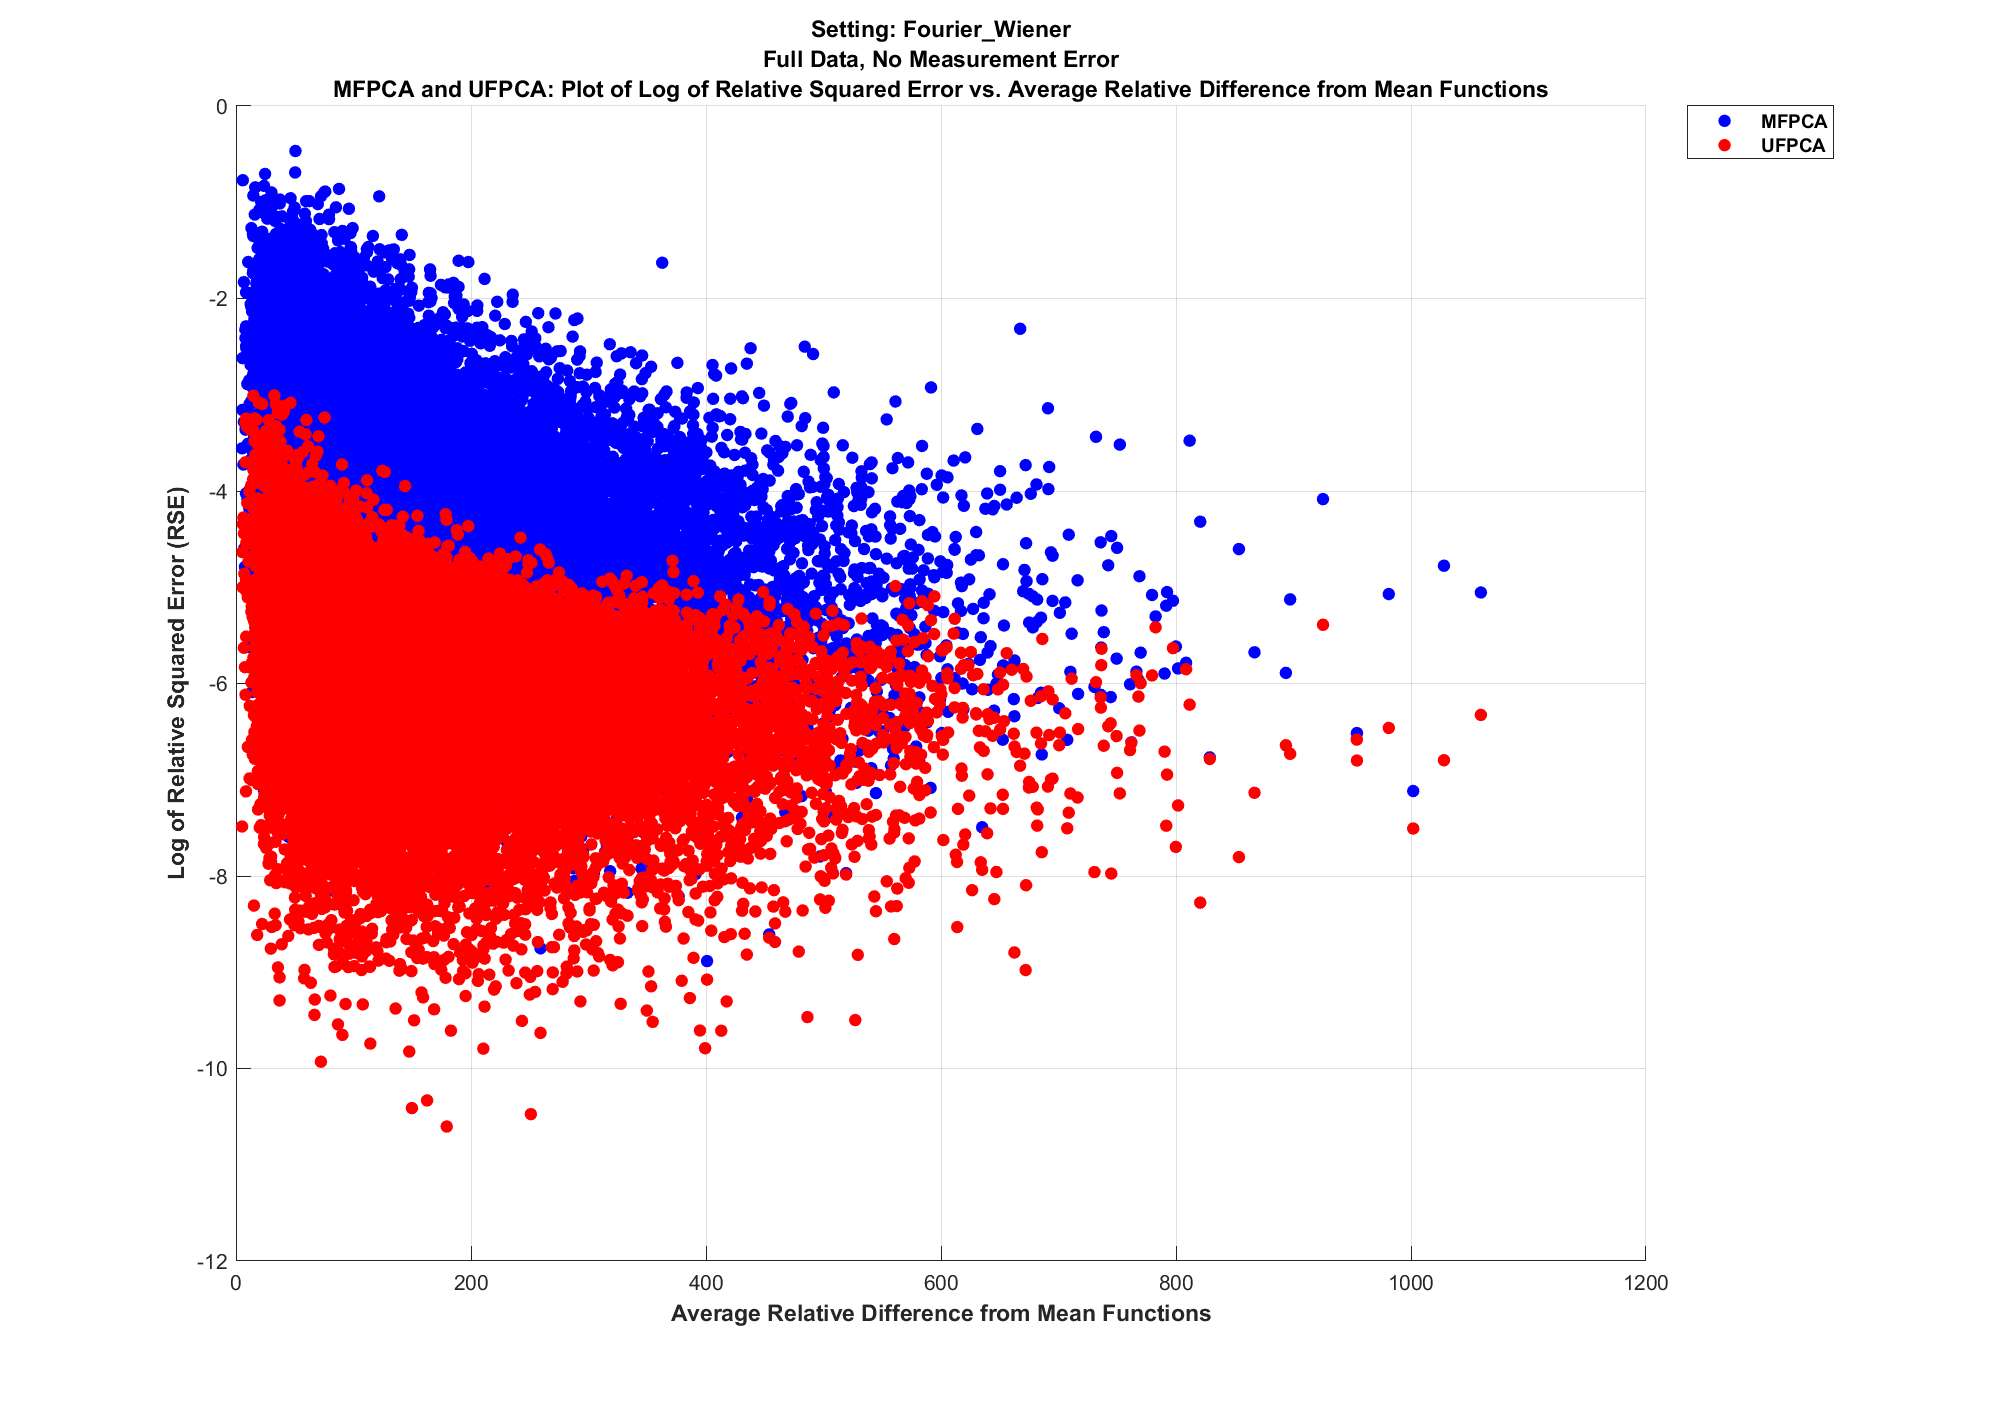 Setting: Fourier_Wiener
Full Data, No Measurement Error
MFPCA and UFPCA: Plot of Log of Relative Squared Error vs. Average Relative Difference from Mean Functions
MFPCA
UFPCA
Log of Relative Squared Error (RSE)
0
-2
-4
-6
-8
-10
-12
0
200
400
600
800
1000
1200
Average Relative Difference from Mean Functions